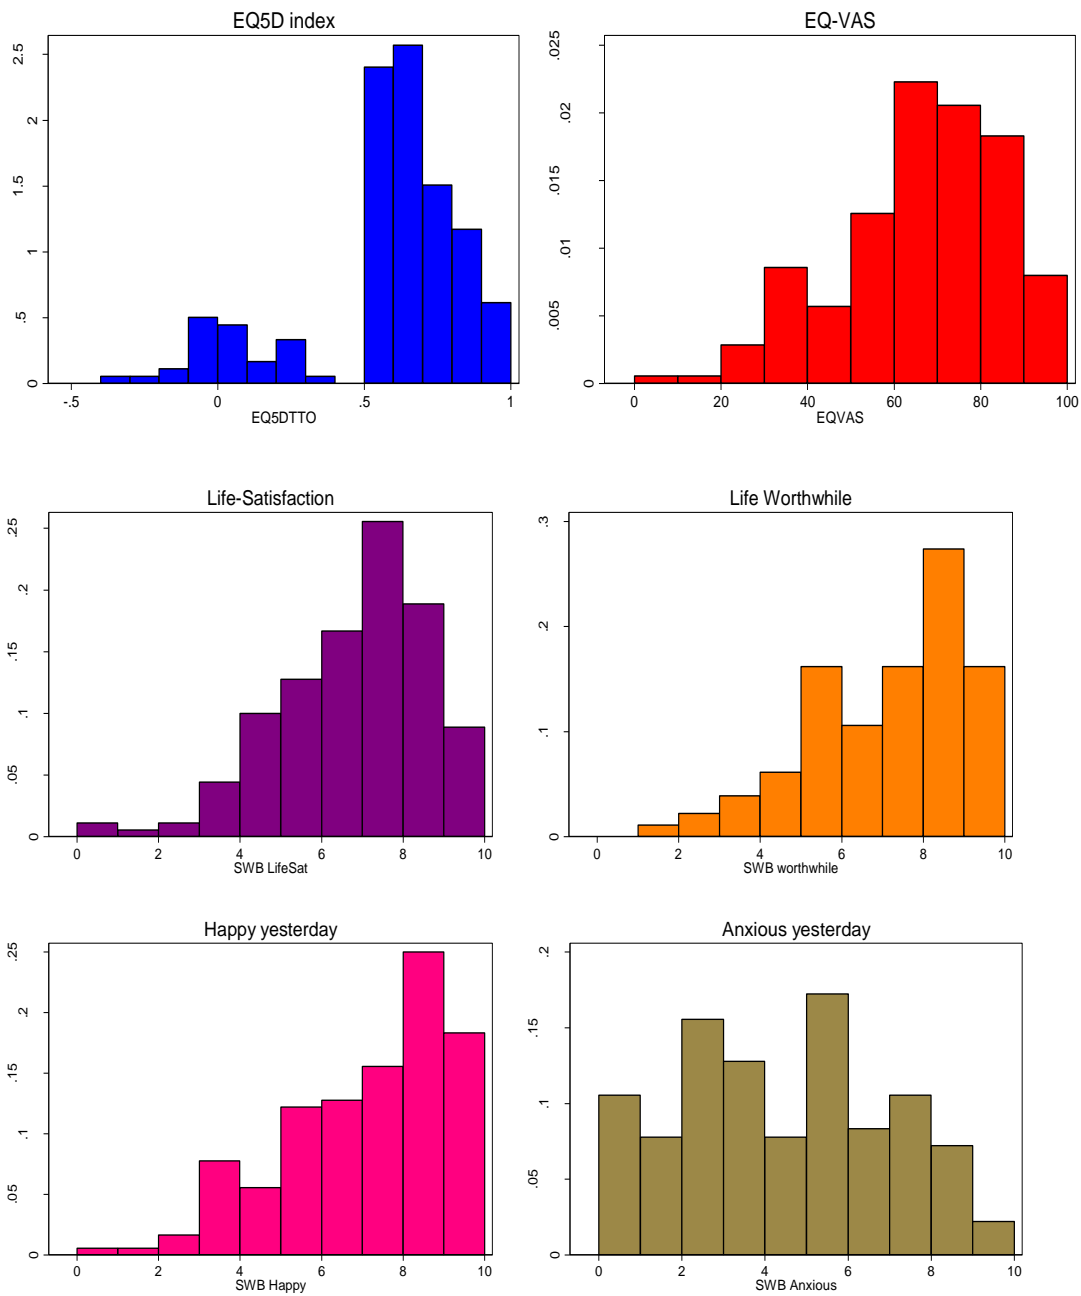 EQ5D index
2.5
2
1.5
1
.5
0
-.5 0 .5 1
EQ5DTTO
EQ-VAS
.025
.02
.015
.01
.005
0
0 20 40 60 80 100
EQVAS
Life-Satisfaction
.25
.2
.15
.1
.05
0
0 2 4 6 8 10
SWB LifeSat
Life Worthwhile
.3
.2
.1
0
0 2 4 6 8 10
SWB worthwhile
Happy yesterday
.25
.2
.15
.1
.05
0
0 2 4 6 8 10
SWB Happy
Anxious yesterday
.2
.15
.1
.05
0
0 2 4 6 8 10
SWB Anxious